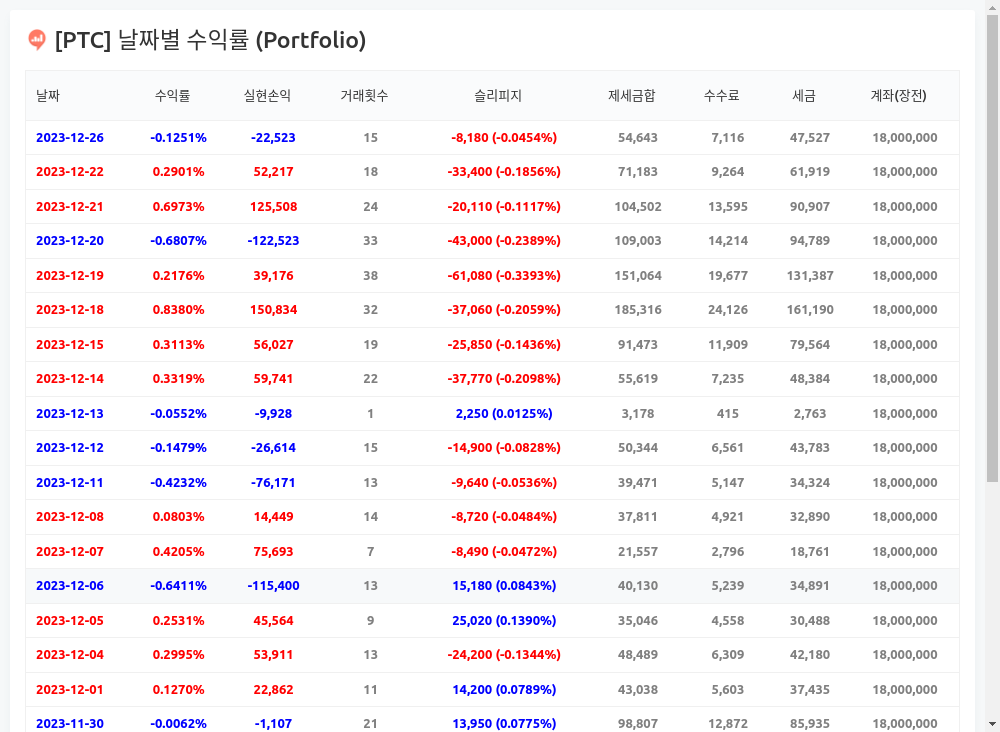 [PTC] 날짜별 수익률 (Portfolio)
날짜 수익률 실현손익 거래횟수 슬리피지 제세금합 수수료 세금 계좌(장전)
2023-12-26 -0.1251% -22,523 15 -8,180 (-0.0454%) 54,643 7,116 47,527 18,000,000
2023-12-22 0.2901% 52,217 18 -33,400 (-0.1856%) 71,183 9,264 61,919 18,000,000
2023-12-21 0.6973% 125,508 24 -20,110 (-0.1117%) 104,502 13,595 90,907 18,000,000
2023-12-20 -0.6807% -122,523 33 -43,000 (-0.2389%) 109,003 14,214 94,789 18,000,000
2023-12-19 0.2176% 39,176 38 -61,080 (-0.3393%) 151,064 19,677 131,387 18,000,000
2023-12-18 0.8380% 150,834 32 -37,060 (-0.2059%) 185,316 24,126 161,190 18,000,000
2023-12-15 0.3113% 56,027 19 -25,850 (-0.1436%) 91,473 11,909 79,564 18,000,000
2023-12-14 0.3319% 59,741 22 -37,770 (-0.2098%) 55,619 7,235 48,384 18,000,000
2023-12-13 -0.0552% -9,928 1 2,250 (0.0125%) 3,178 415 2,763 18,000,000
2023-12-12 -0.1479% -26,614 15 -14,900 (-0.0828%) 50,344 6,561 43,783 18,000,000
2023-12-11 -0.4232% -76,171 13 -9,640 (-0.0536%) 39,471 5,147 34,324 18,000,000
2023-12-08 0.0803% 14,449 14 -8,720 (-0.0484%) 37,811 4,921 32,890 18,000,000
2023-12-07 0.4205% 75,693 7 -8,490 (-0.0472%) 21,557 2,796 18,761 18,000,000
2023-12-06 -0.6411% -115,400 13 15,180 (0.0843%) 40,130 5,239 34,891 18,000,000
2023-12-05 0.2531% 45,564 9 25,020 (0.1390%) 35,046 4,558 30,488 18,000,000
2023-12-04 0.2995% 53,911 13 -24,200 (-0.1344%) 48,489 6,309 42,180 18,000,000
2023-12-01 0.1270% 22,862 11 14,200 (0.0789%) 43,038 5,603 37,435 18,000,000
2023-11-30 -0.0062% -1,107 21 13,950 (0.0775%) 98,807 12,872 85,935 18,000,000